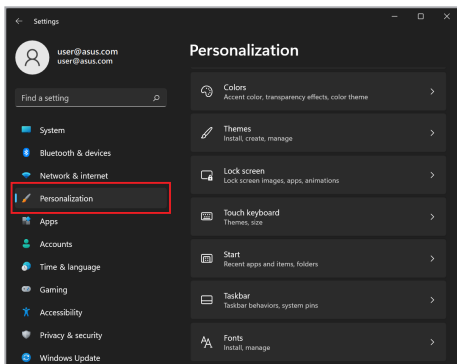 Settings
user@asus.com
user@asus.com
Find a setting
System
Bluetooth & devices
Network & internet
Personalization
Apps
Accounts
Time & language
Gaming
Accessibility
Privacy & security
Windows Update
Personalization
Colors
Accent color, transparency effects, color theme
Themes
Install, create, manage
Lock screen
Lock screen images, apps, animations
Touch keyboard
Themes, size
Start
Recent apps and items, folders
Taskbar
Taskbar behaviors, system pins
Fonts
Install, manage